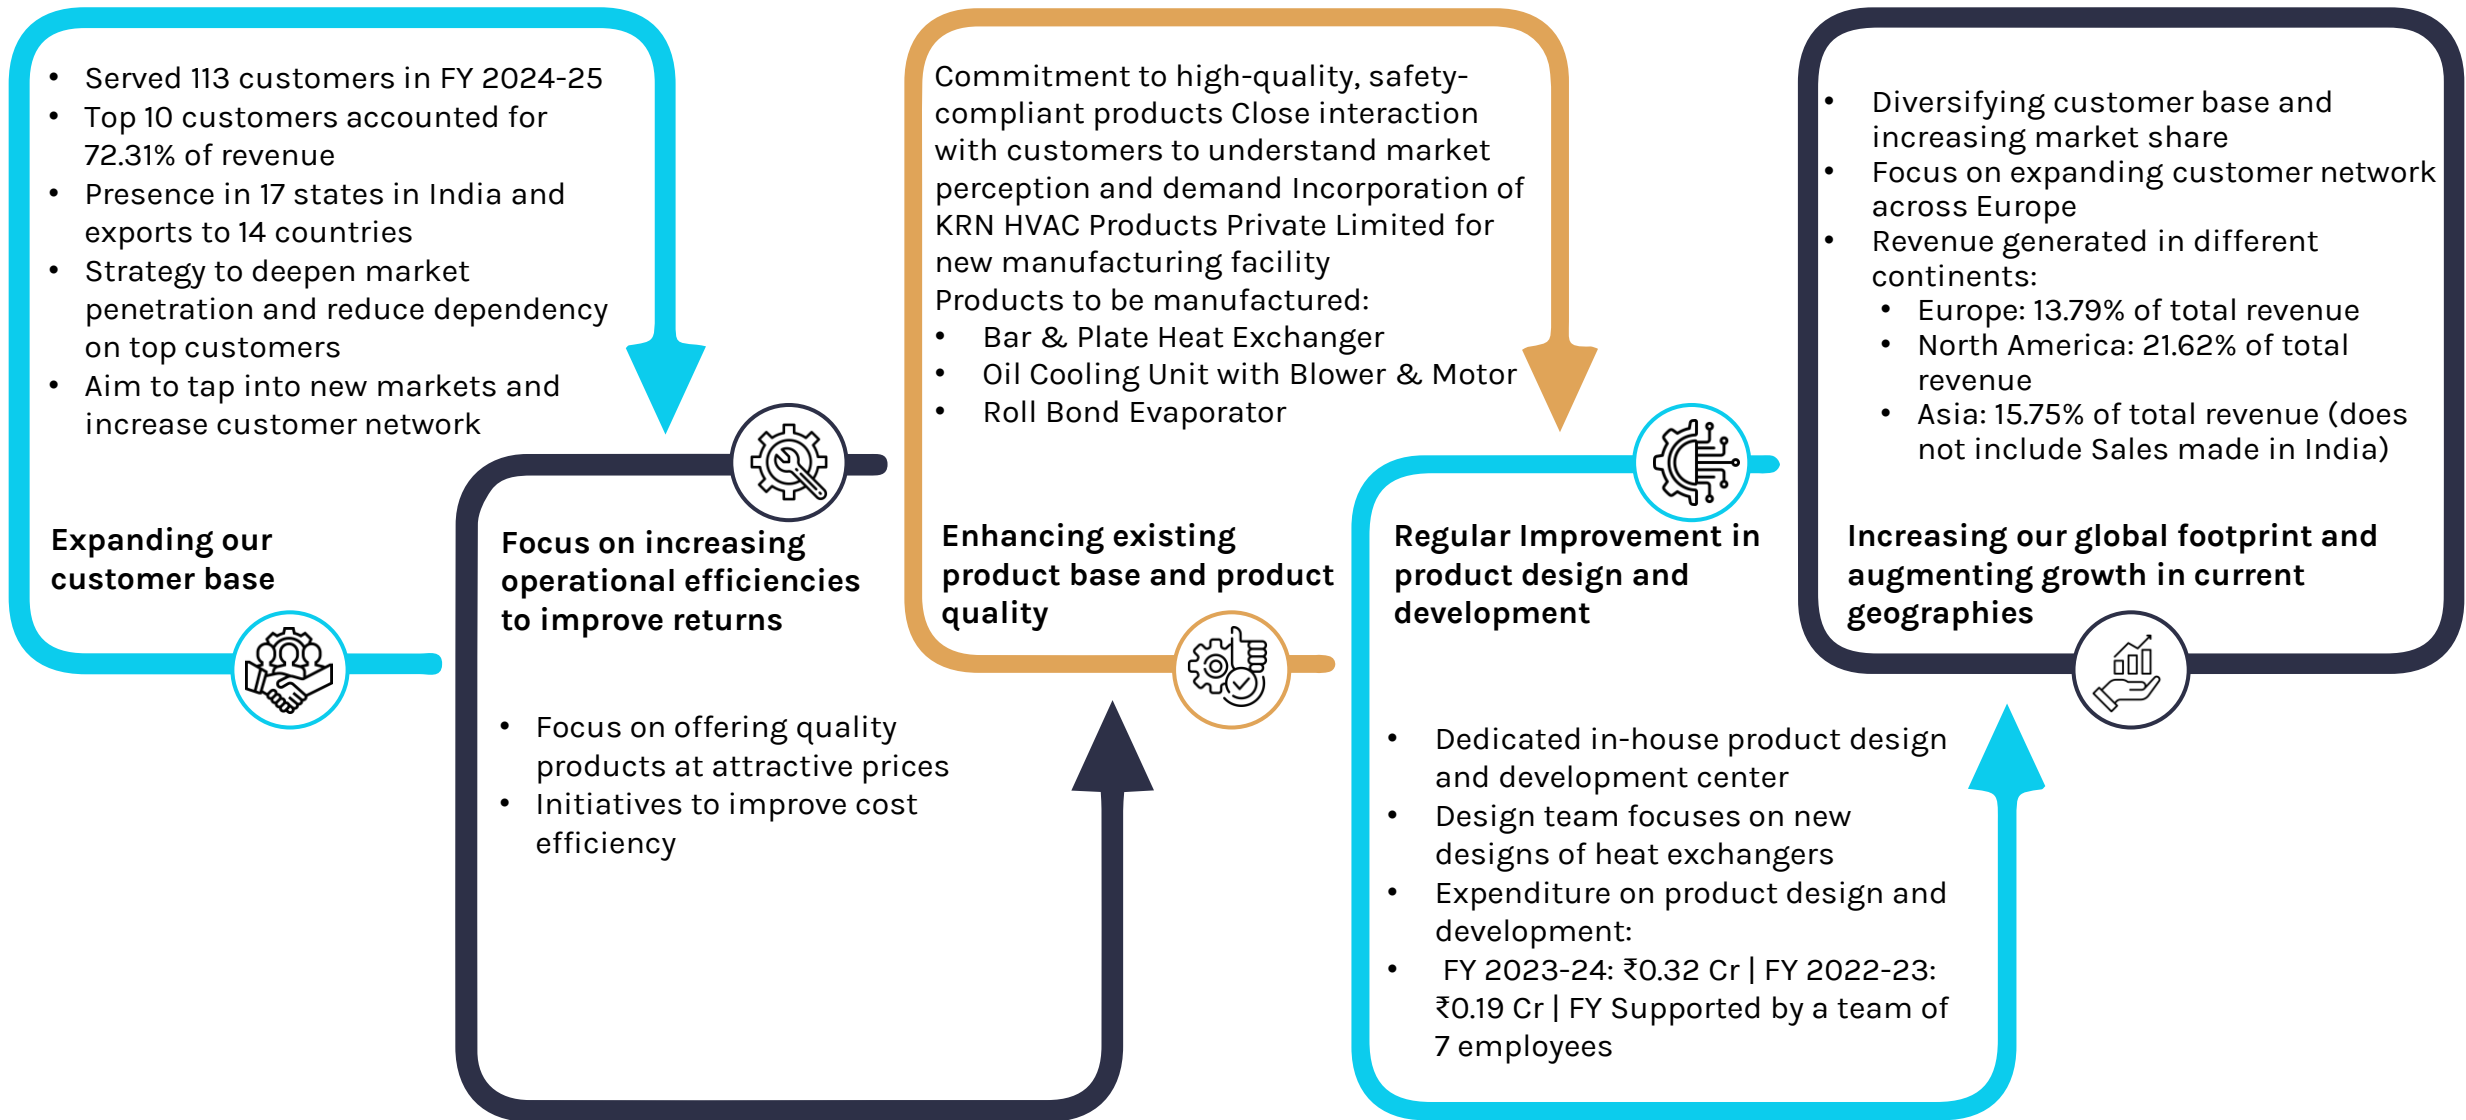 • Served 113 customers in FY 2024-25
• Top 10 customers accounted for
72.31% of revenue
• Presence in 17 states in India and
exports to 14 countries
• Strategy to deepen market
penetration and reduce dependency
on top customers
• Aim to tap into new markets and
increase customer network
Expanding our
customer base
Focus on increasing
operational efficiencies
to improve returns
• Focus on offering quality
products at attractive prices
• Initiatives to improve cost
efficiency
Commitment to high-quality, safety-
compliant products Close interaction
with customers to understand market
perception and demand Incorporation of
KRN HVAC Products Private Limited for
new manufacturing facility
Products to be manufactured:
• Bar & Plate Heat Exchanger
• Oil Cooling Unit with Blower & Motor
• Roll Bond Evaporator
Enhancing existing
product base and product
quality
Regular Improvement in
product design and
development
• Dedicated in-house product design
and development center
• Design team focuses on new
designs of heat exchangers
• Expenditure on product design and
development:
• FY 2023-24: ₹0.32 Cr | FY 2022-23:
₹0.19 Cr | FY Supported by a team of
7 employees
• Diversifying customer base and
increasing market share
• Focus on expanding customer network
across Europe
• Revenue generated in different
continents:
• Europe: 13.79% of total revenue
• North America: 21.62% of total
revenue
• Asia: 15.75% of total revenue (does
not include Sales made in India)
Increasing our global footprint and
augmenting growth in current
geographies